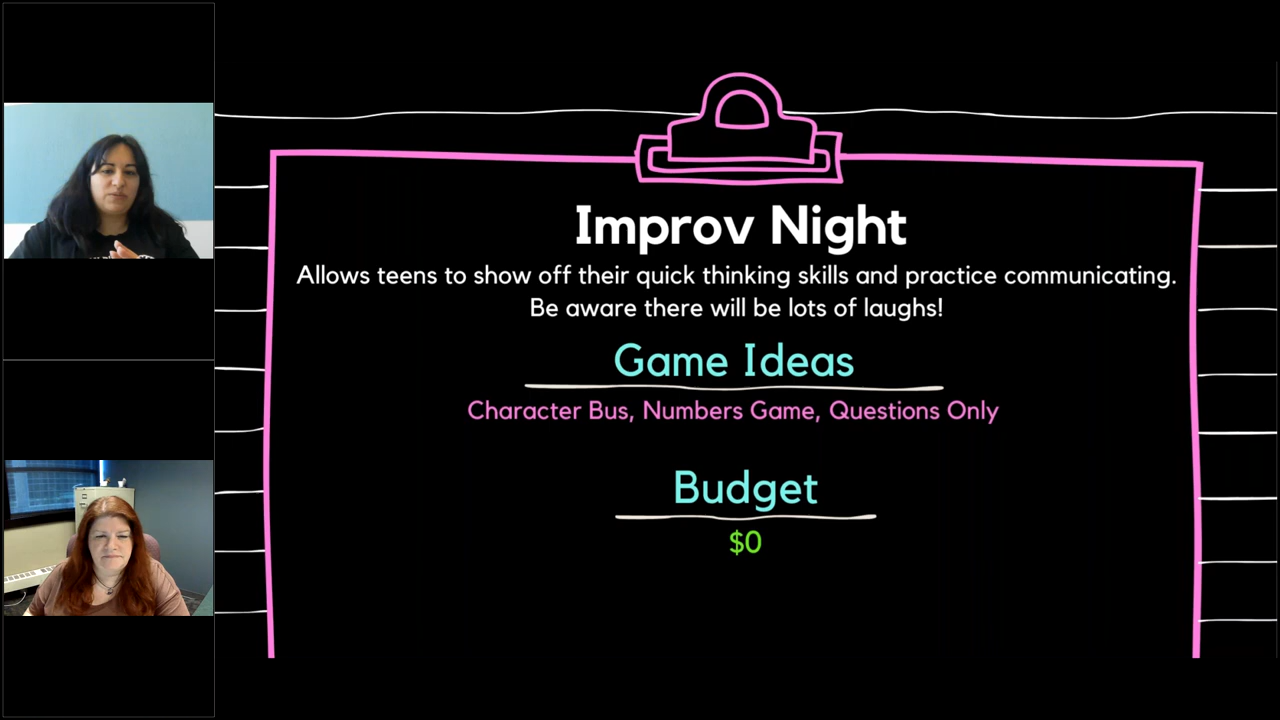 Improv Night
Allows teens to show off their quick thinking skills and practice communicating.
Be aware there will be lots of laughs!
Game Ideas
Character Bus, Numbers Game, Questions Only
Budget
$0